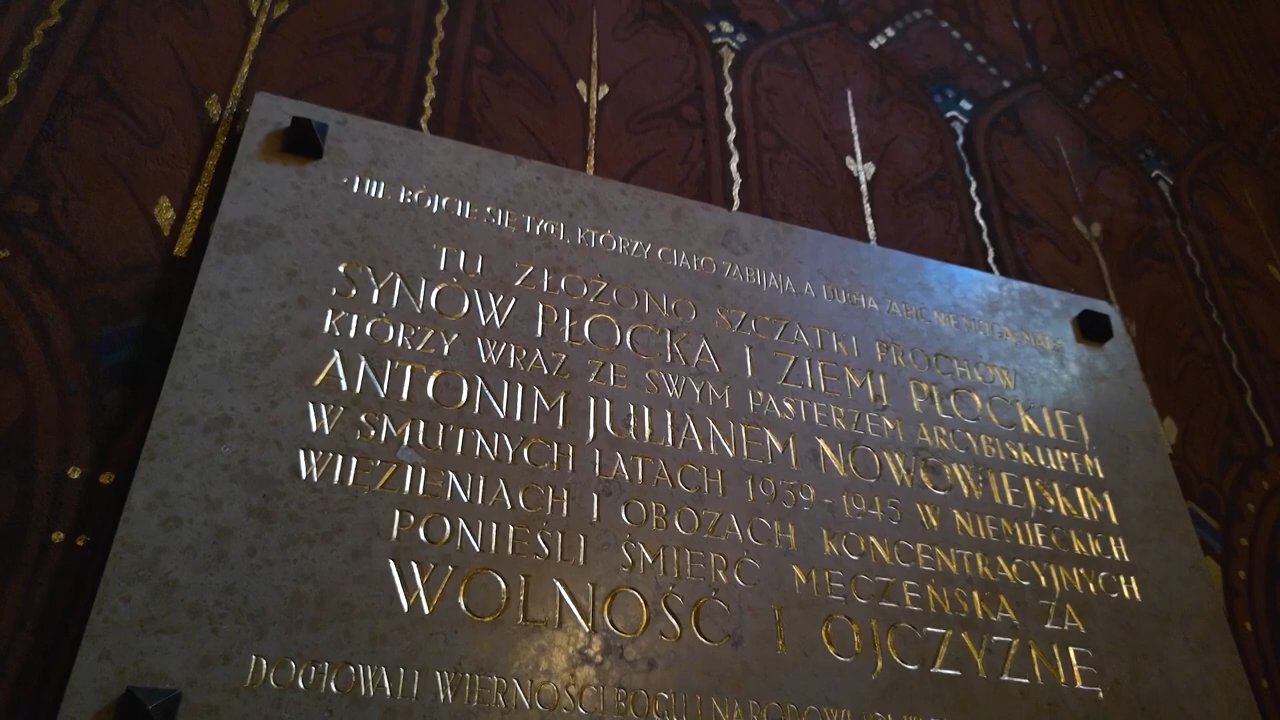 "NIE BÓJCIE SIĘ TYCH, KTÓRZY CIAŁO ZABIJAJĄ, A DUCHA ZABIĆ NIE MOGĄ
TU ZŁOŻONO SZCZĄTKI PROCHÓW
SYNÓW PŁOCKA I ZIEMI PŁOCKIEJ,
KTÓRZY WRAZ ZE SWYM PASTERZEM ARCYBISKUPEM
ANTONIM JULIANEM NOWOWIEJSKIM
W SMUTNYCH LATACH 1939-1945 W NIEMIECKICH
WIĘZIENIACH I OBOZACH KONCENTRACYJNYCH
PONIEŚLI ŚMIERĆ MĘCZEŃSKĄ ZA
WOLNOŚĆ I OJCZYZNĘ
DOCHOWALI WIERNOŚCI BOGU I NARODOWI